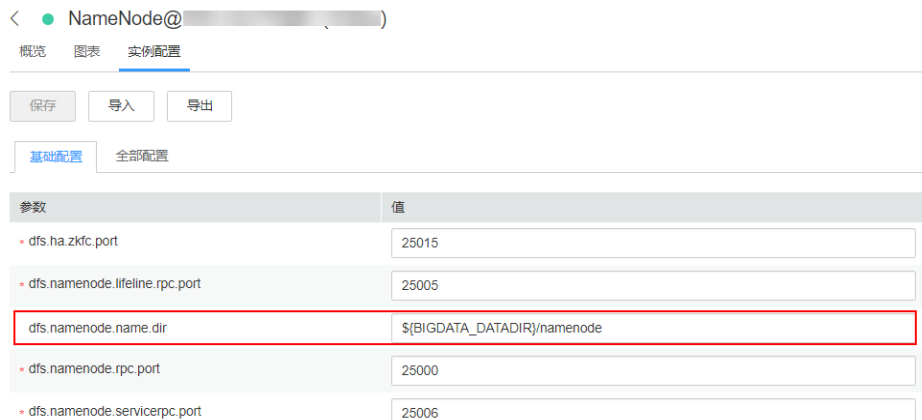 NameNode@ )
概览 图表 实例配置
保存 导入 导出
基础配置 全部配置
参数 值
* dfs.ha.zkfc.port 25015
* dfs.namenode.lifeline.rpc.port 25005
dfs.namenode.name.dir ${BIGDATA_DATADIR}/namenode
* dfs.namenode.rpc.port 25000
* dfs.namenode.servicerpc.port 25006